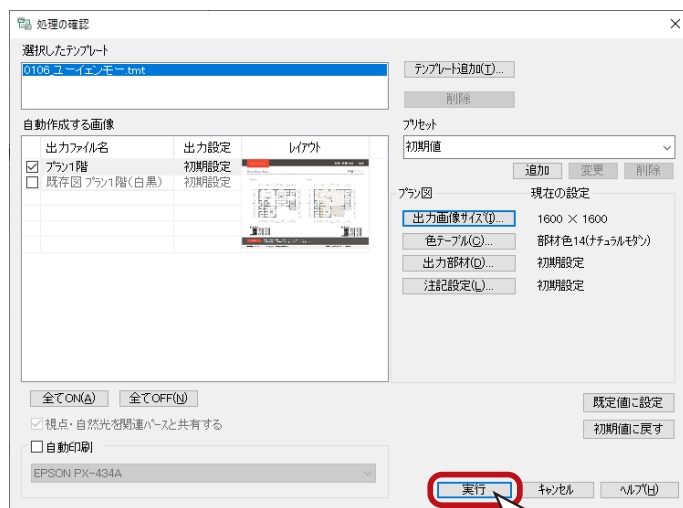 処理の確認
選択したテンプレート
0106_ユーイェンモー.tmt
テンプレート追加(T)...
削除
自動作成する画像
プリセット
出力ファイル名 出力設定 レイアウト
初期値
プラン1階 初期設定
既存図 プラン1階(白黒) 初期設定
追加 変更 削除
プラン図 現在の設定
出力画像サイズ(I)... 1600 × 1600
色テーブル(C)... 部材色14(ナチュラルモダン)
出力部材(D)... 初期設定
注記設定(L)... 初期設定
全てON(A) 全てOFF(N)
既定値に設定
視点・自然光を関連パースと共有する
初期値に戻す
自動印刷
EPSON PX-434A
実行 キャンセル ヘルプ(H)